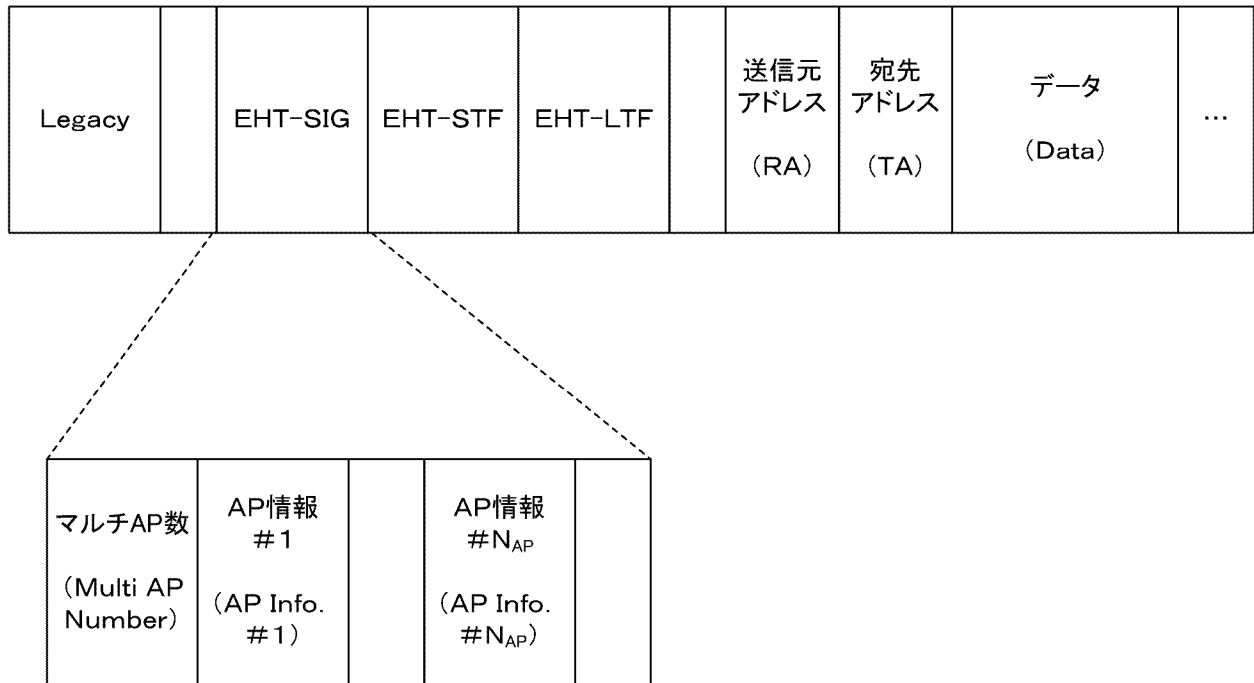 Legacy
EHT-SIG
EHT-STF
EHT-LTF
送信元
アドレス
(RA)
宛先
アドレス
(TA)
データ
(Data)
…
マルチAP数
(Multi AP
Number)
AP情報
#1
(AP Info.
#1)
AP情報
#NAP
(AP Info.
#NAP)